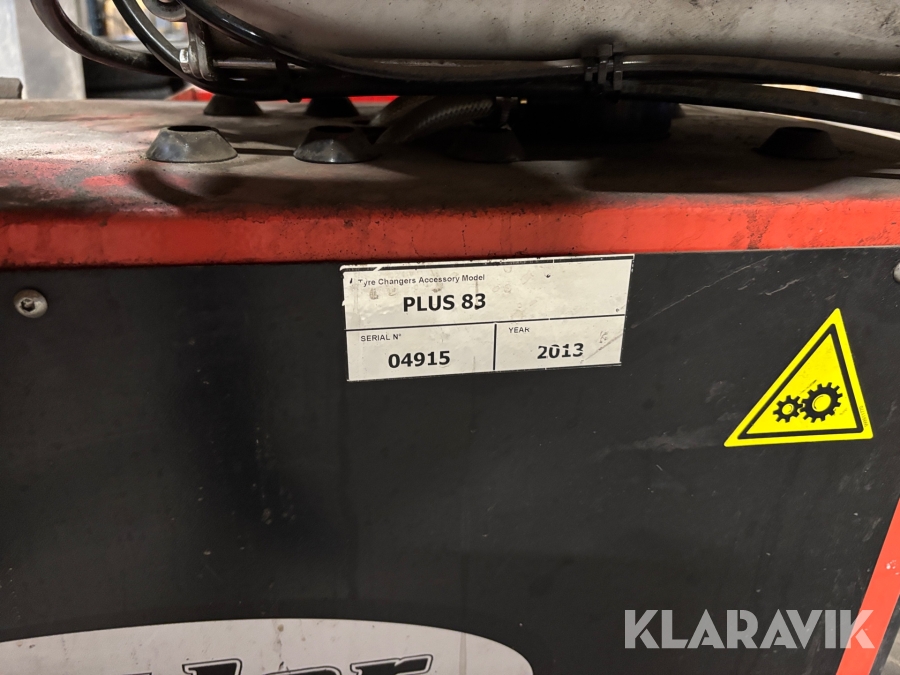 Tyre Changers Accessory Model
PLUS 83
SERIAL N°
04915
YEAR
2013
KLARAVIK